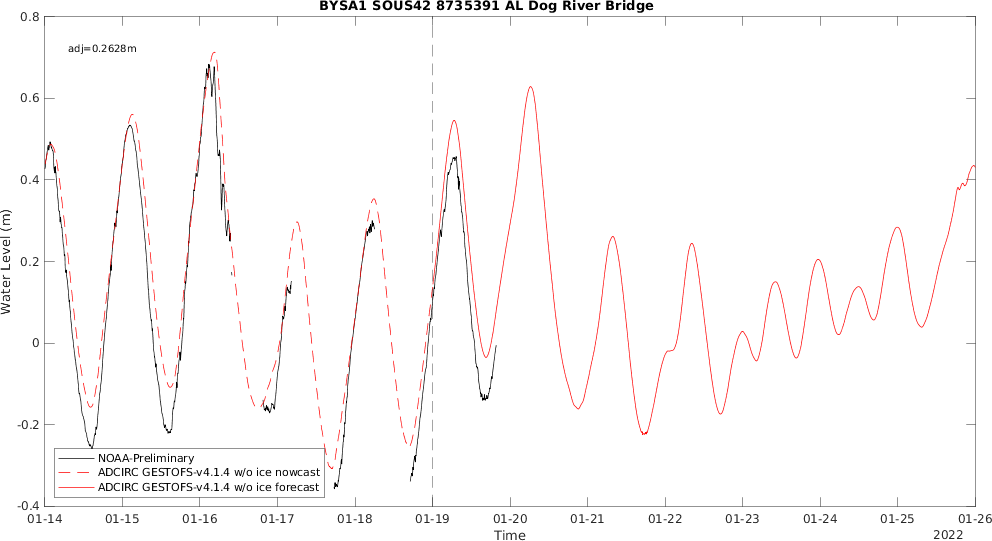 BYSA1 SOUS42 8735391 AL Dog River Bridge
adj=0.2628m
0.8
0.6
0.4
0.2
0
-0.2
-0.4
Water Level (m)
NOAA-Preliminary
ADCIRC GESTOFS-v4.1.4 w/o ice nowcast
ADCIRC GESTOFS-v4.1.4 w/o ice forecast
01-14 01-15 01-16 01-17 01-18 01-19 01-20 01-21 01-22 01-23 01-24 01-25 01-26
Time
2022